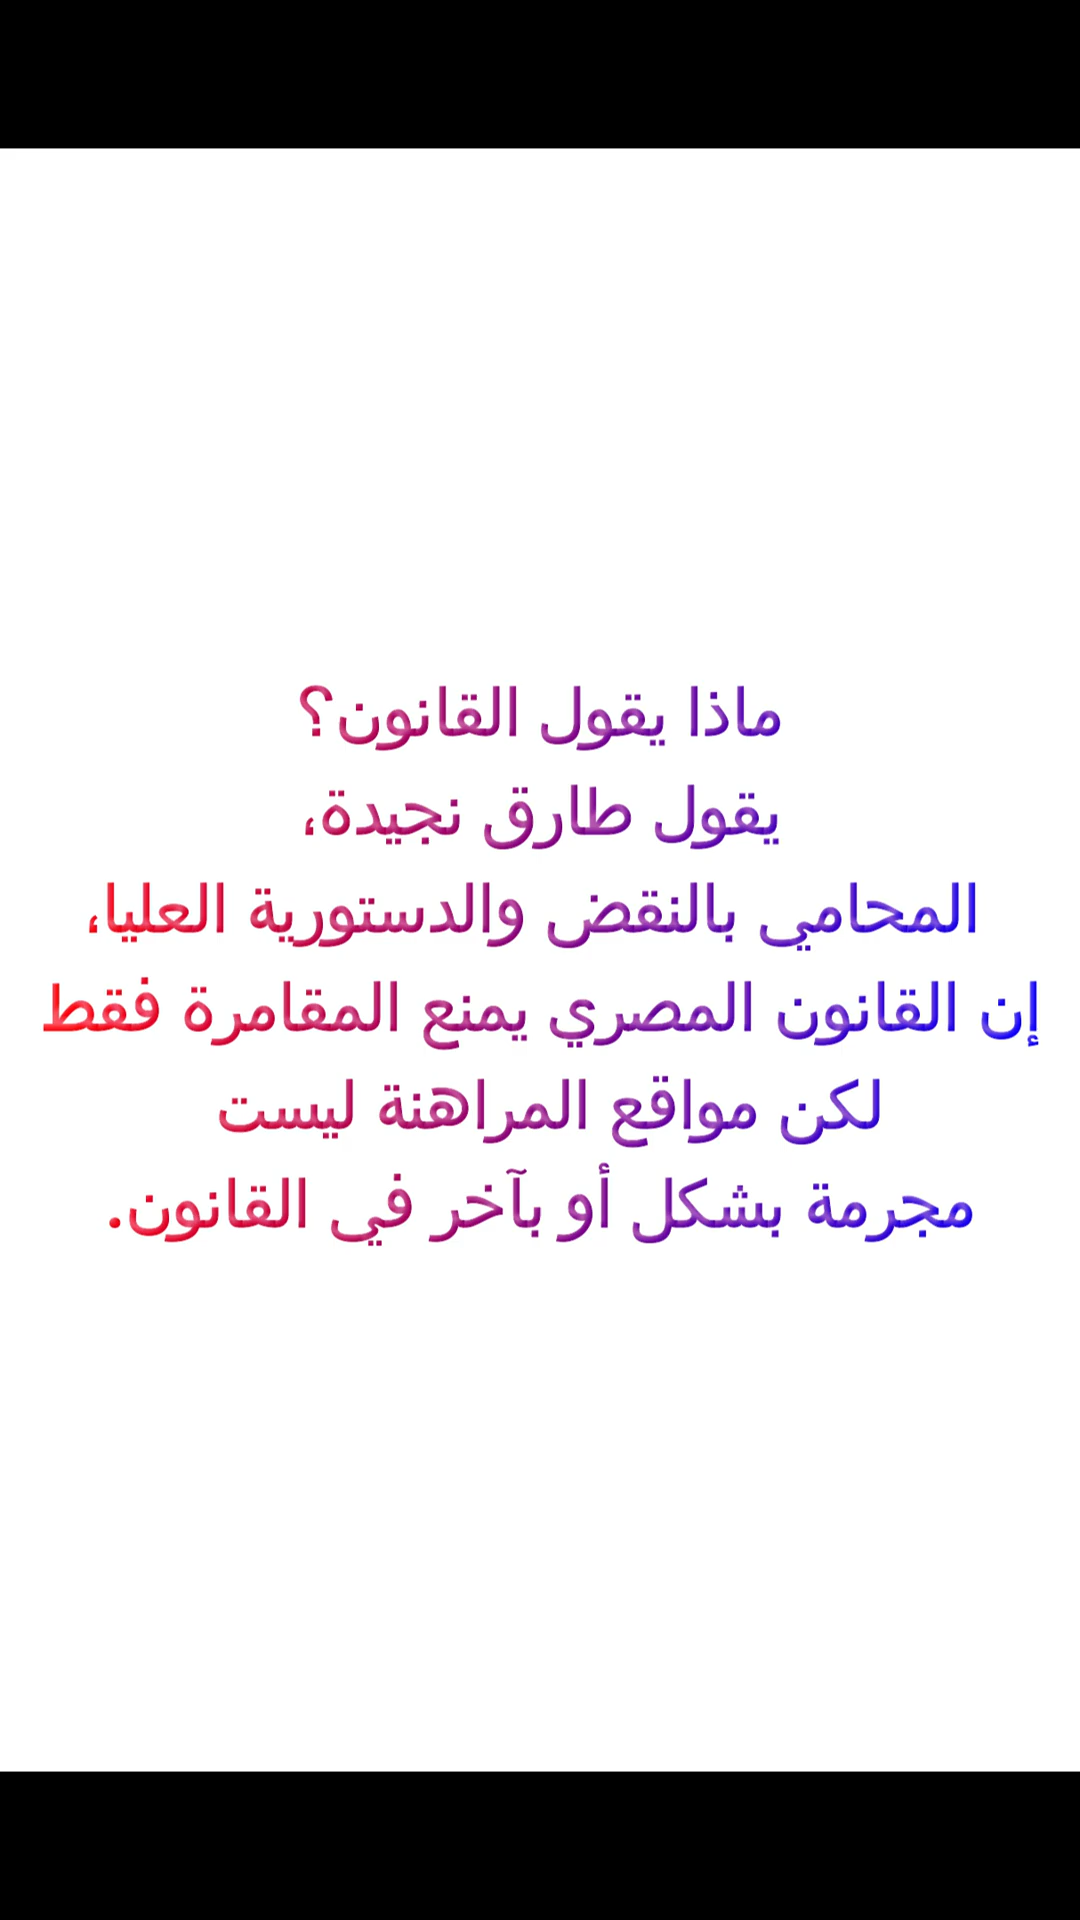 ماذا يقول القانون؟
يقول طارق نجيدة،
المحامي بالنقض والدستورية العليا،
إن القانون المصري يمنع المقامرة فقط
لكن مواقع المراهنة ليست
مجرمة بشكل أو بآخر في القانون.